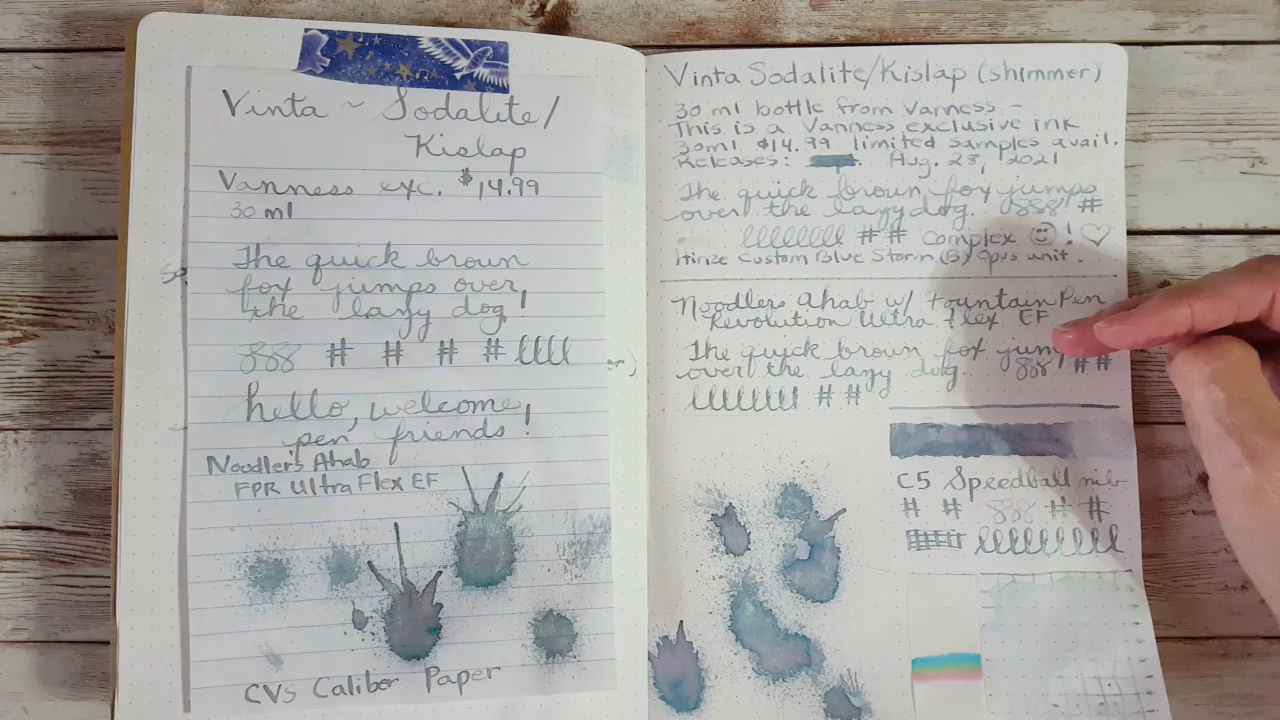 Vinta ~ Sodalite/
Kislap
Vanness exc. $14.99
30 ml
The quick brown
fox jumps over
the lazy dog!
888 # # # # llll
hello, welcome,
pen friends!
Noodler's Ahab
FPR Ultra Flex EF
CVS Caliber Paper
Vinta Sodalite/Kislap (shimmer)
30 ml bottle from Vanness -
This is a Vanness exclusive ink
30ml $14.99 limited samples avail.
Releases: Aug. 28, 2021
The quick brown fox jumps
over the lazy dog. 888 #
llllllll # # Complex ☺! ♡
Custom Blue Storm (B) Opus unit.
Noodlers Ahab w/ Fountain Pen
Revolution Ultra Flex EF
The quick brown fox jump
over the lazy dog. 888 # #
llllllll # #
C5 Speedball nib
# # 888 # #
lllllllll